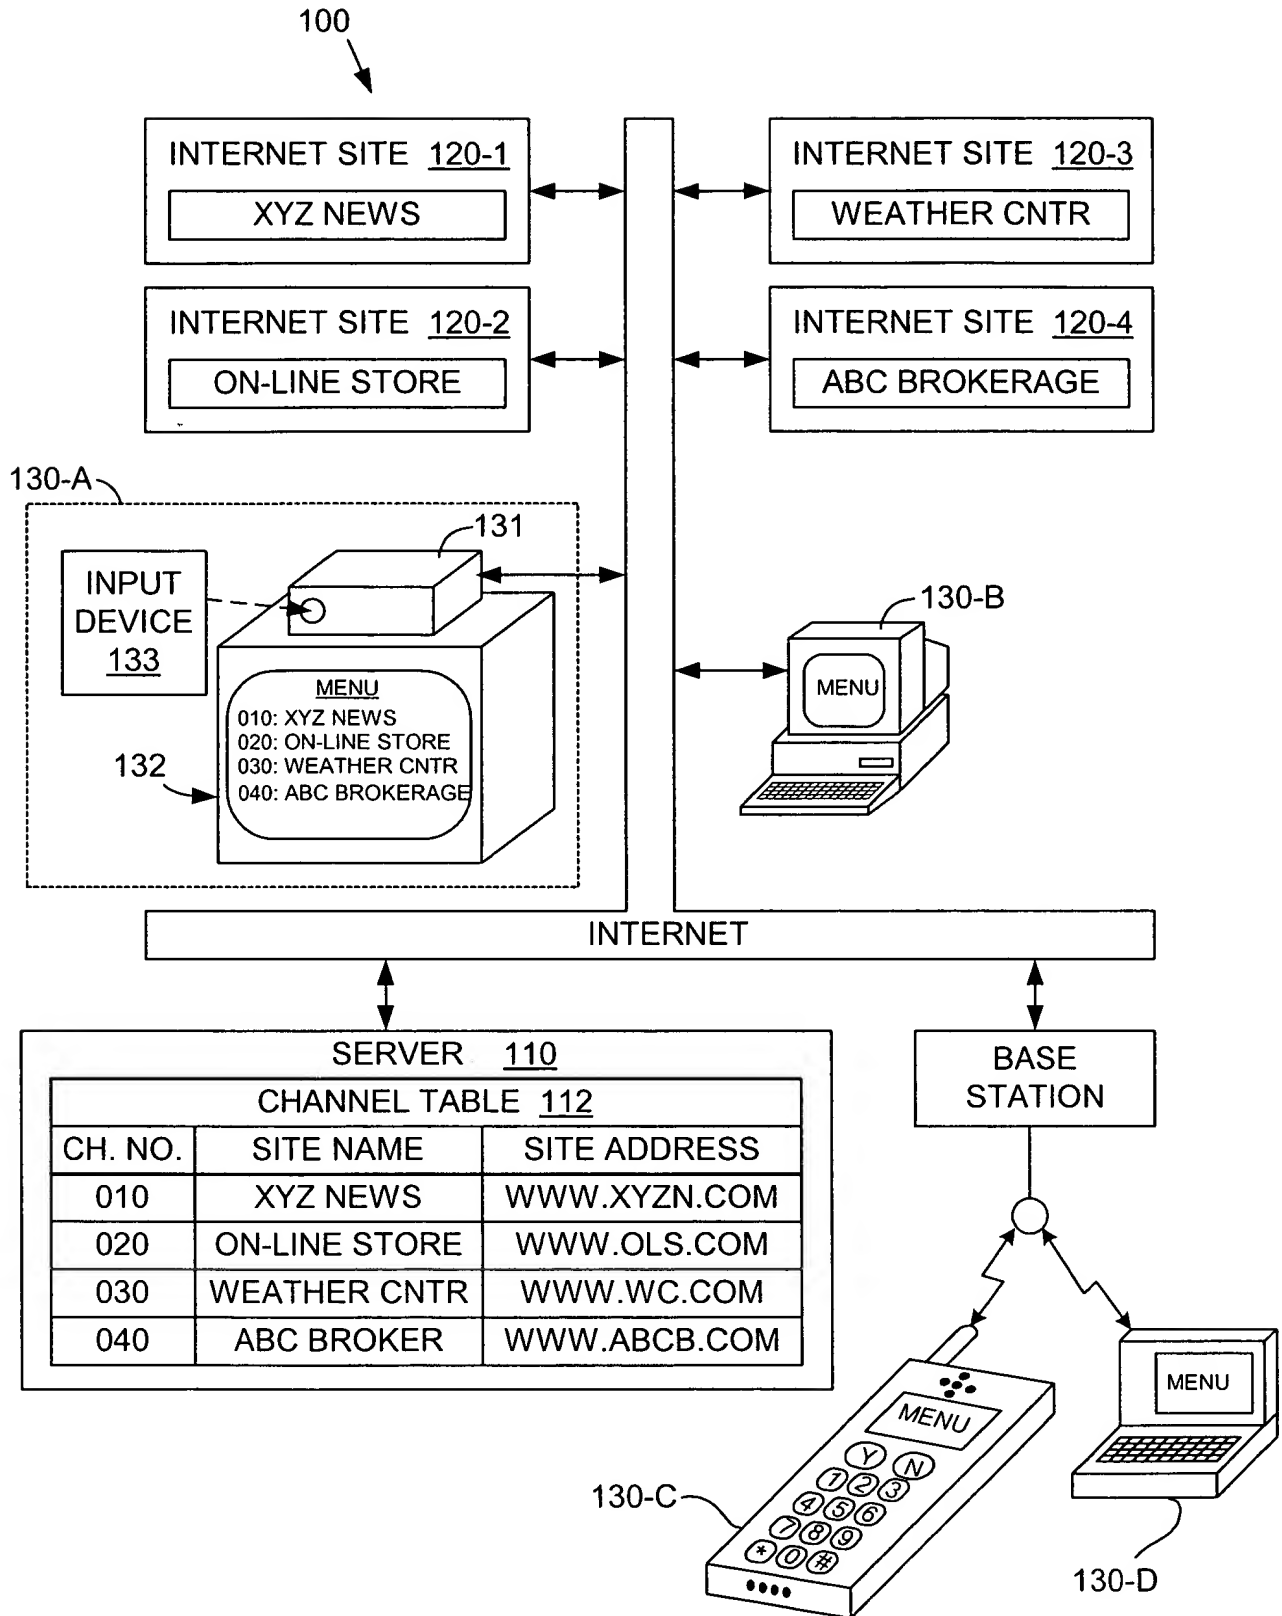 100
INTERNET SITE 120-1
XYZ NEWS
INTERNET SITE 120-3
WEATHER CNTR
INTERNET SITE 120-2
ON-LINE STORE
INTERNET SITE 120-4
ABC BROKERAGE
130-A
131
INPUT
DEVICE
133
MENU
010: XYZ NEWS
020: ON-LINE STORE
030: WEATHER CNTR
040: ABC BROKERAGE
132
130-B
MENU
INTERNET
SERVER 110
CHANNEL TABLE 112
CH. NO. SITE NAME SITE ADDRESS
010 XYZ NEWS WWW.XYZN.COM
020 ON-LINE STORE WWW.OLS.COM
030 WEATHER CNTR WWW.WC.COM
040 ABC BROKER WWW.ABCB.COM
BASE
STATION
MENU
Y N
1 2 3
4 5 6
7 8 9
* 0 #
130-C
MENU
130-D